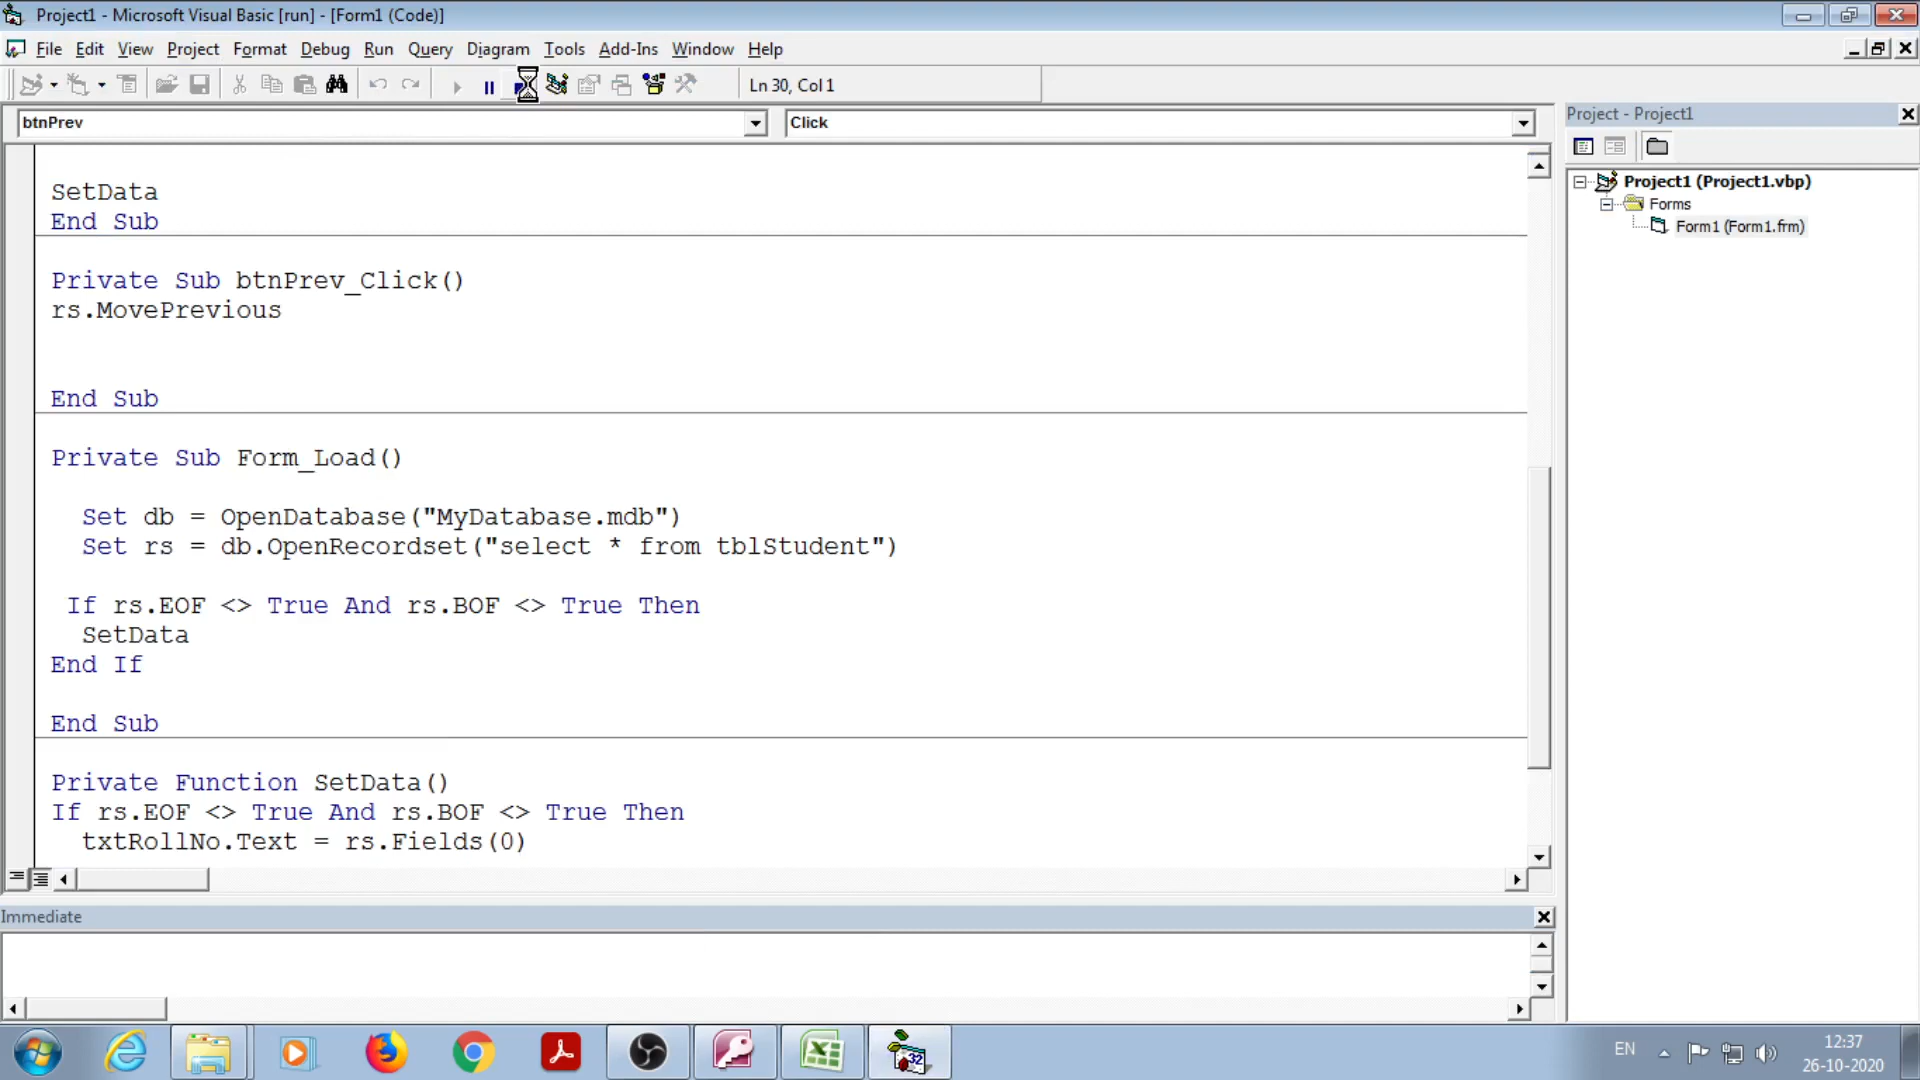 Project1 - Microsoft Visual Basic [run] - [Form1 (Code)]
File Edit View Project Format Debug Run Query Diagram Tools Add-Ins Window Help
Ln 30, Col 1
btnPrev Click
SetData
End Sub
Private Sub btnPrev_Click()
rs.MovePrevious
End Sub
Private Sub Form_Load()
Set db = OpenDatabase("MyDatabase.mdb")
Set rs = db.OpenRecordset("select * from tblStudent")
If rs.EOF <> True And rs.BOF <> True Then
SetData
End If
End Sub
Private Function SetData()
If rs.EOF <> True And rs.BOF <> True Then
txtRollNo.Text = rs.Fields(0)
Immediate
Project - Project1
Project1 (Project1.vbp)
Forms
Form1 (Form1.frm)
32
EN
12:37
26-10-2020